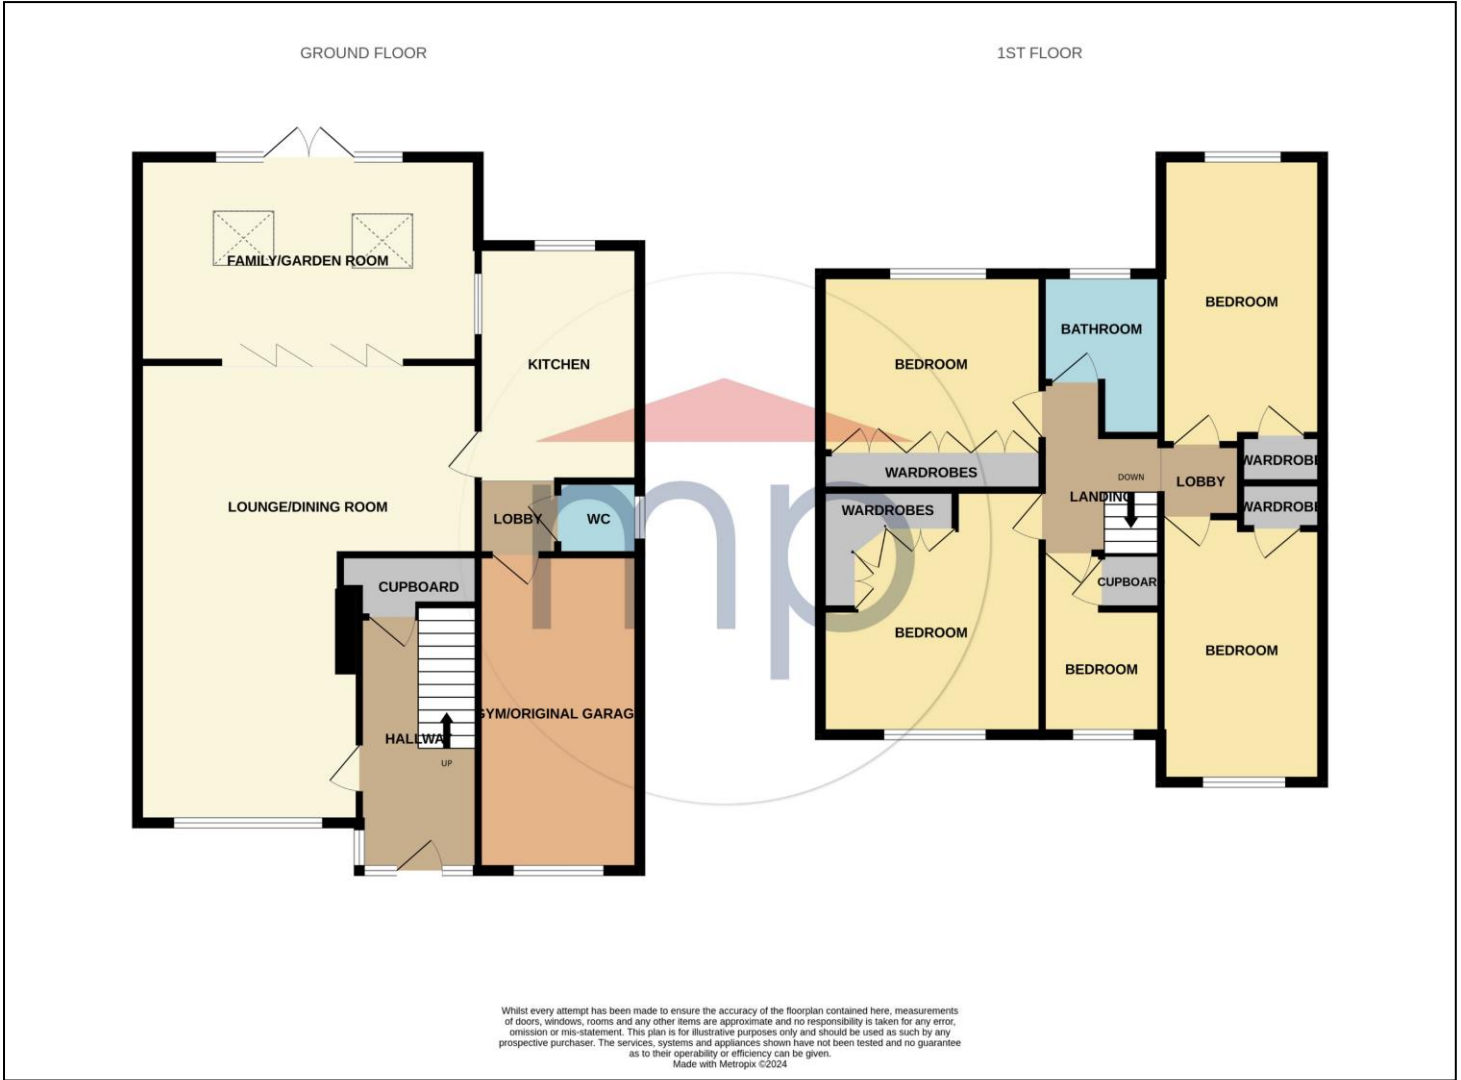 GROUND FLOOR
1ST FLOOR
FAMILY/GARDEN ROOM
KITCHEN
LOUNGE/DINING ROOM
LOBBY
WC
CUPBOARD
GYM/ORIGINAL GARAG
HALLWAY
UP
BEDROOM
BATHROOM
BEDROOM
WARDROBES
WARDROBE
DOWN
LOBBY
LANDING
WARDROBES
WARDROBE
CUPBOAR
BEDROOM
BEDROOM
BEDROOM
mp
Whilst every attempt has been made to ensure the accuracy of the floorplan contained here, measurements
of doors, windows, rooms and any other items are approximate and no responsibility is taken for any error,
omission or mis-statement. This plan is for illustrative purposes only and should be used as such by any
prospective purchaser. The services, systems and appliances shown have not been tested and no guarantee
as to their operability or efficiency can be given.
Made with Metropix ©2024